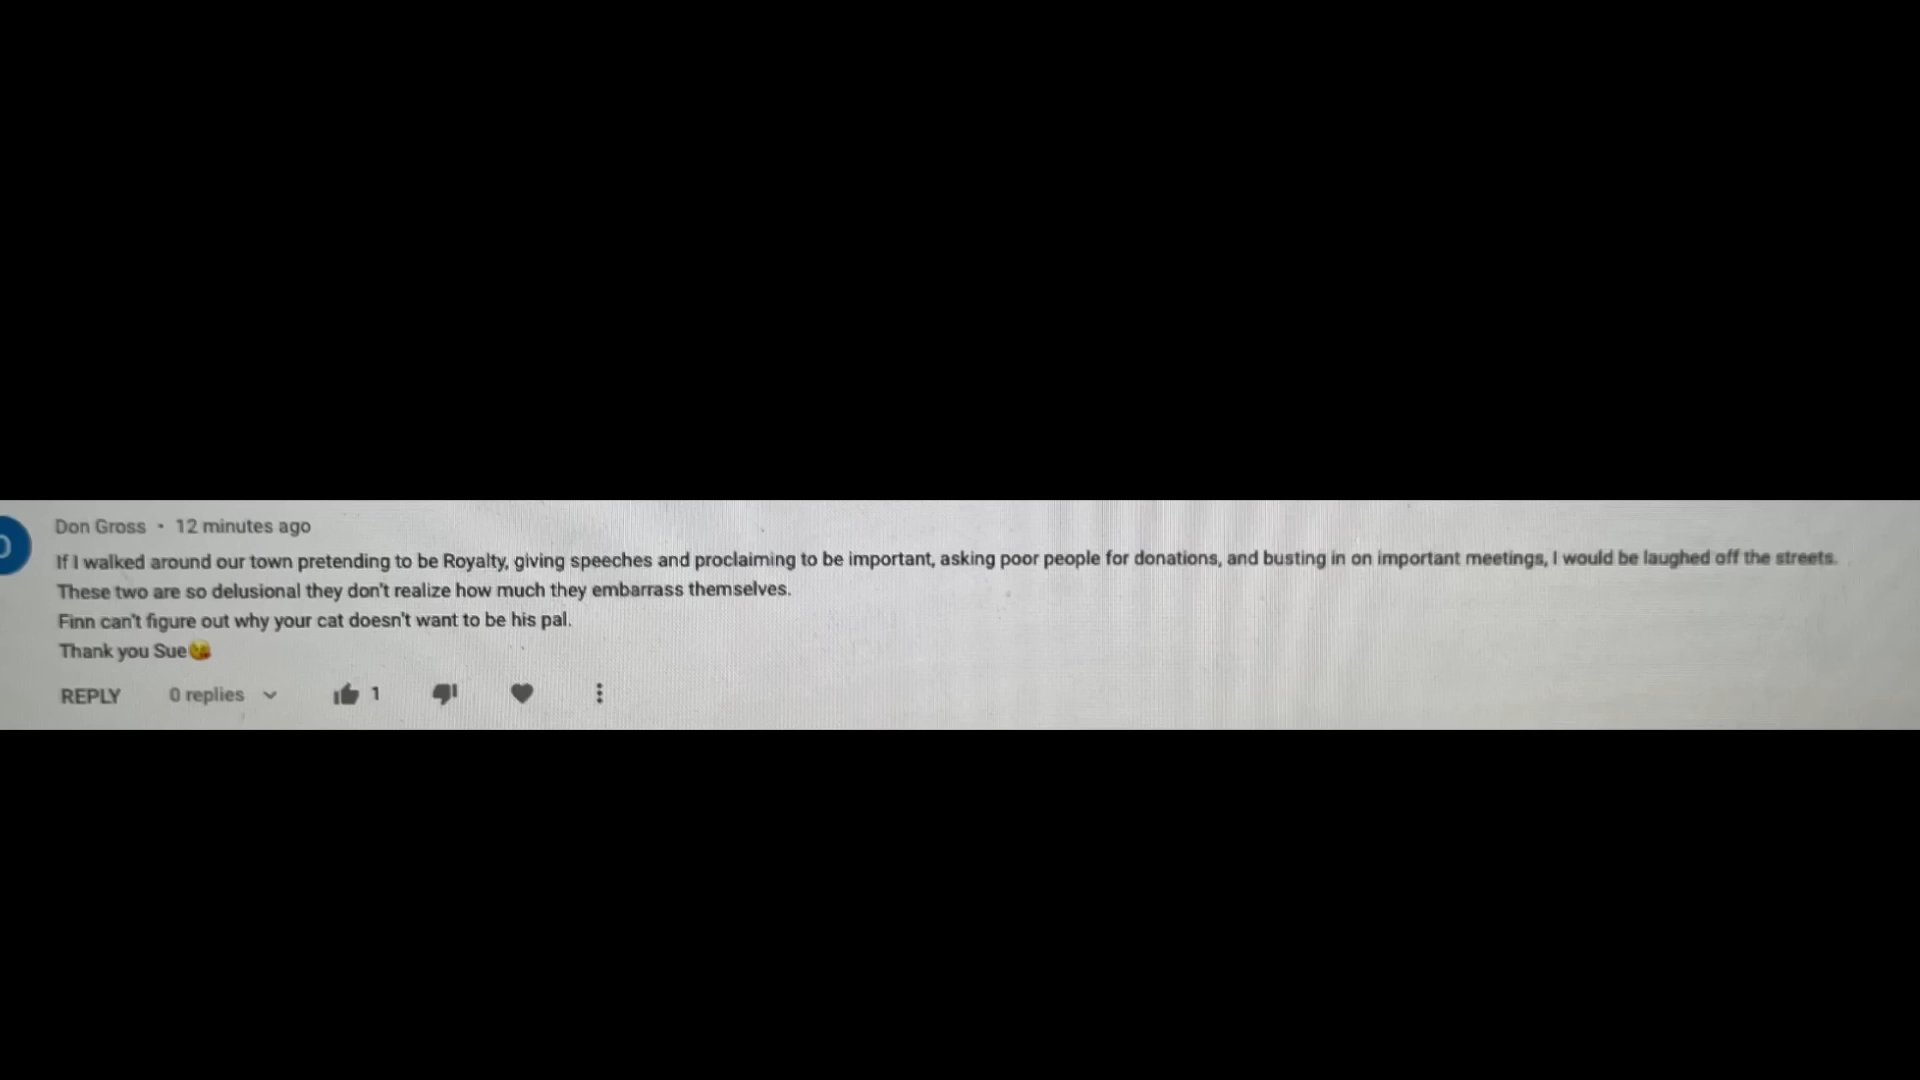 Don Gross • 12 minutes ago
If I walked around our town pretending to be Royalty, giving speeches and proclaiming to be important, asking poor people for donations, and busting in on important meetings, I would be laughed off the streets.
These two are so delusional they don't realize how much they embarrass themselves.
Finn can't figure out why your cat doesn't want to be his pal.
Thank you Sue😘
REPLY 0 replies 1